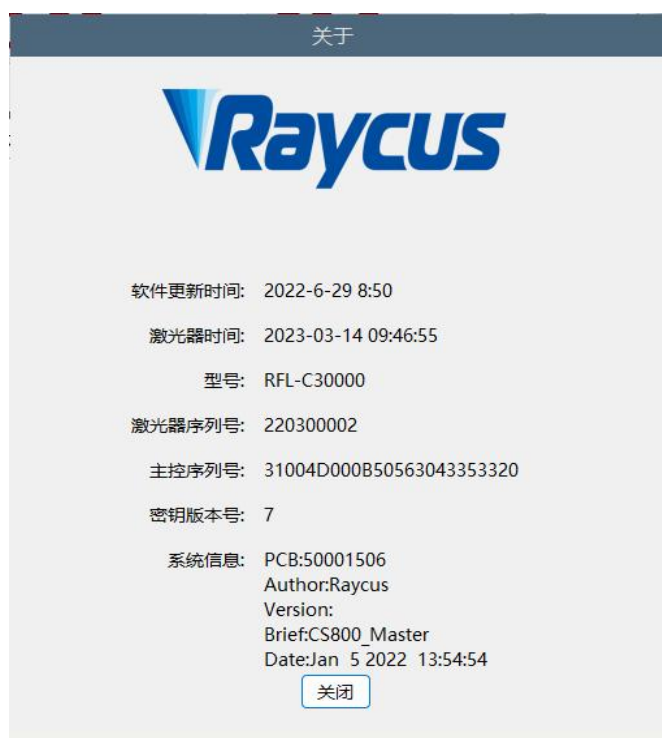 关于
Raycus
软件更新时间: 2022-6-29 8:50
激光器时间: 2023-03-14 09:46:55
型号: RFL-C30000
激光器序列号: 220300002
主控序列号: 31004D000B50563043353320
密钥版本号: 7
系统信息: PCB:50001506
Author:Raycus
Version:
Brief:CS800_Master
Date:Jan  5 2022  13:54:54
关闭